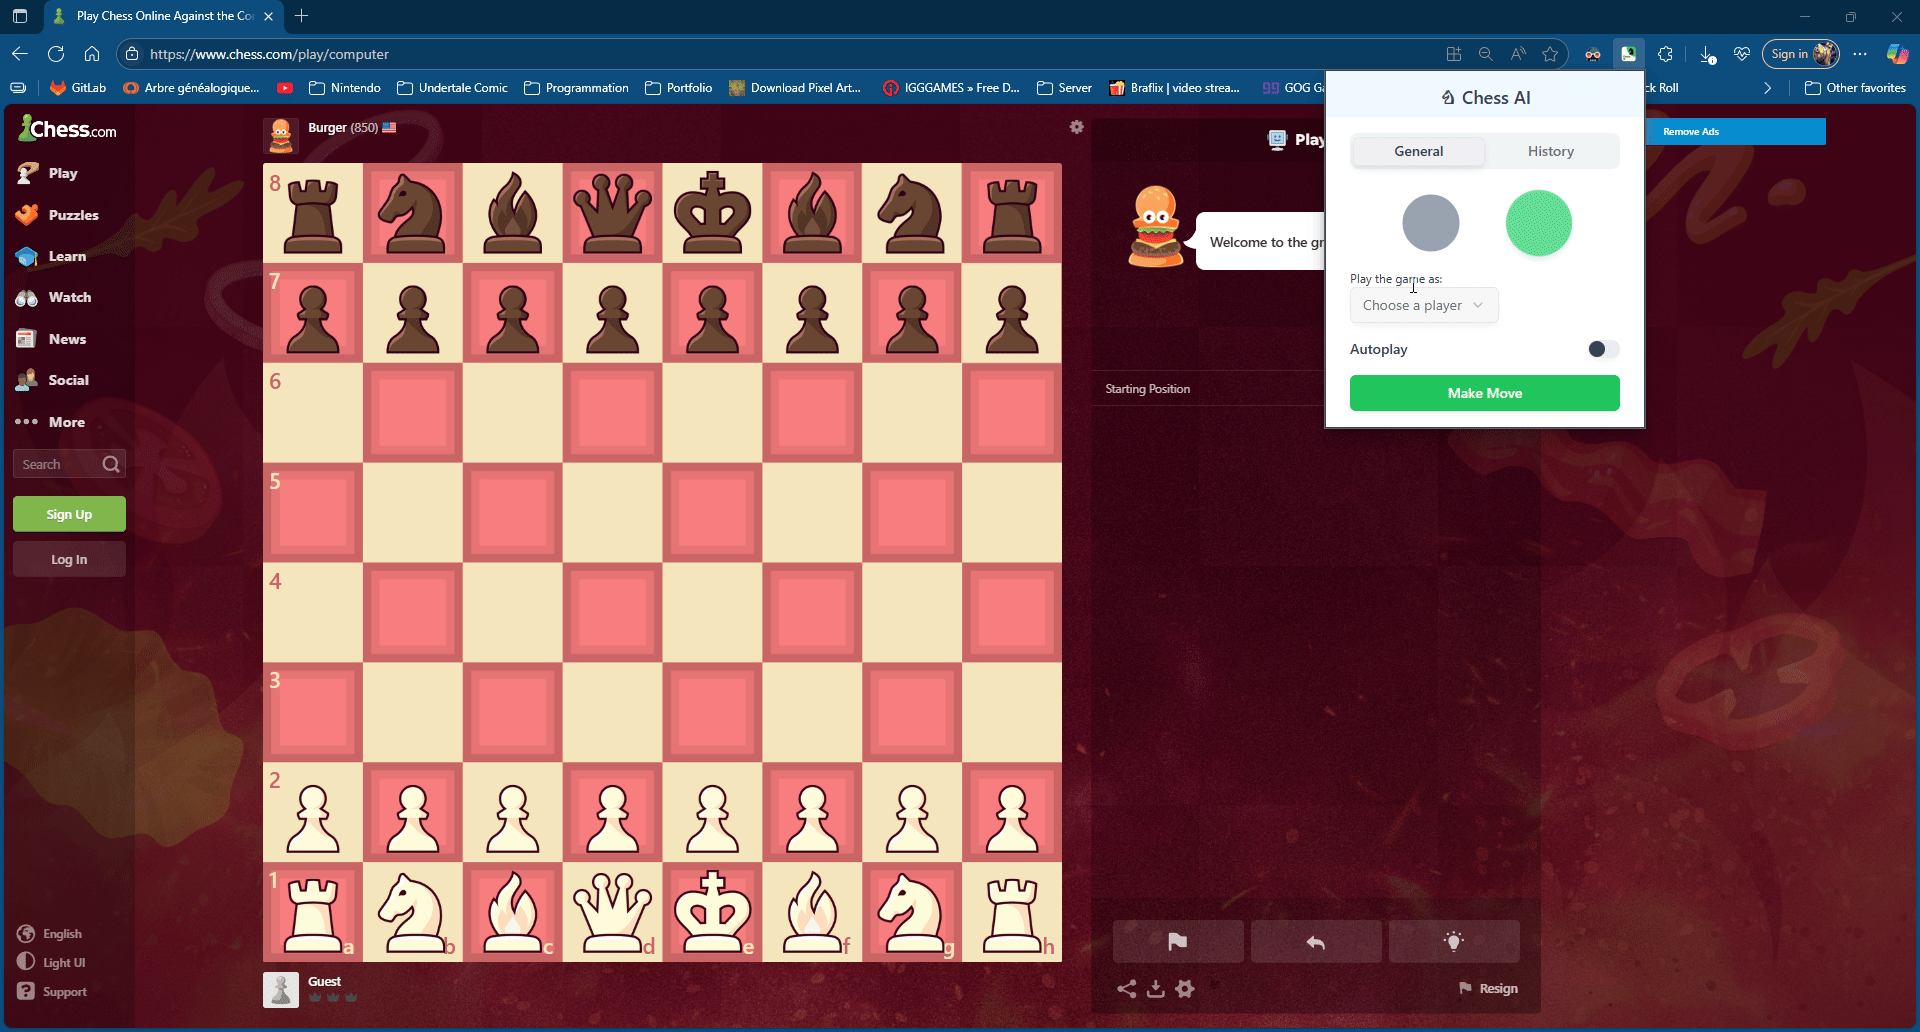 Play Chess Online Against the Co
https://www.chess.com/play/computer
Sign in
GitLab
Arbre généalogique...
Nintendo
Undertale Comic
Programmation
Portfolio
Download Pixel Art...
IGGGAMES » Free D...
Server
Braflix | video strea...
GOG Ga
ck Roll
Other favorites
Chess.com
Play
Puzzles
Learn
Watch
News
Social
More
Search
Sign Up
Log In
English
Light UI
Support
Burger (850)
8
7
6
5
4
3
2
1
a b c d e f g h
Guest
Play
Welcome to the gr
Starting Position
Resign
Chess AI
General
History
Play the game as:
Choose a player
Autoplay
Make Move
Remove Ads